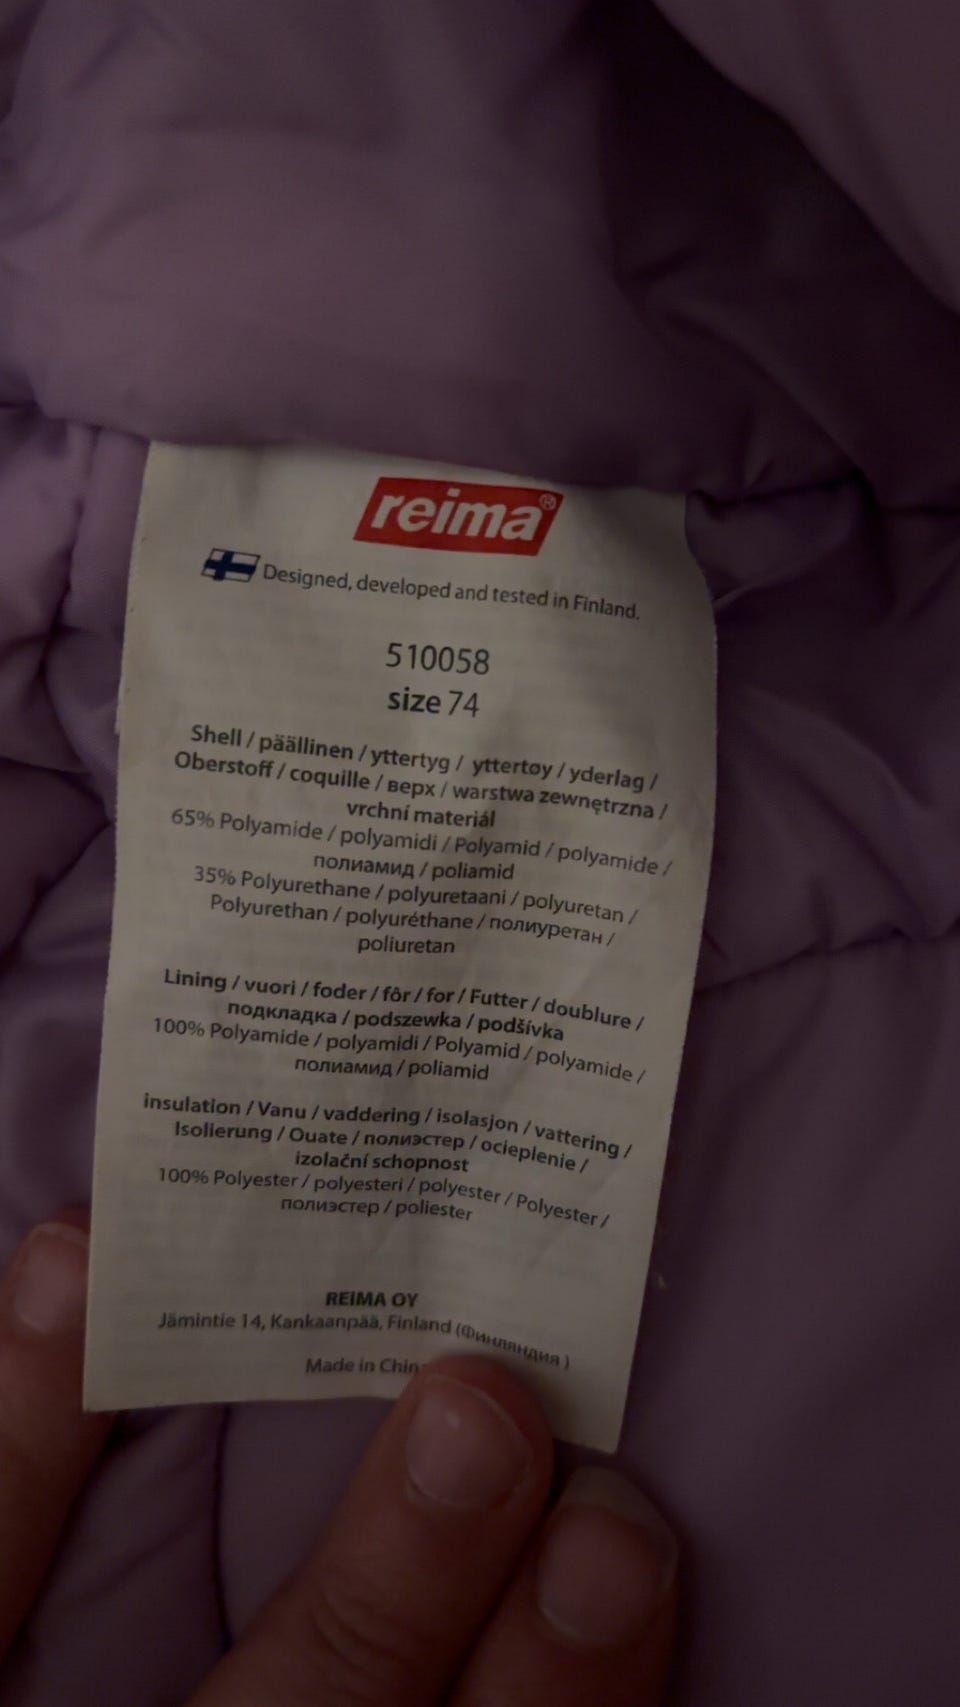 reima®
Designed, developed and tested in Finland.
510058
size 74
Shell / päällinen / yttertyg / yttertøy / yderlag /
Oberstoff / coquille / верх / warstwa zewnętrzna /
vrchní materiál
65% Polyamide / polyamidi / Polyamid / polyamide /
полиамид / poliamid
35% Polyurethane / polyuretaani / polyuretan /
Polyurethan / polyuréthane / полиуретан /
poliuretan
Lining / vuori / foder / fôr / for / Futter / doublure /
подкладка / podszewka / podšívka
100% Polyamide / polyamidi / Polyamid / polyamide /
полиамид / poliamid
insulation / Vanu / vaddering / isolasjon / vattering /
Isolierung / Ouate / полиэстер / ocieplenie /
izolační schopnost
100% Polyester / polyesteri / polyester / Polyester /
полиэстер / poliester
REIMA OY
Jämintie 14, Kankaanpää, Finland (Финляндия )
Made in Chin